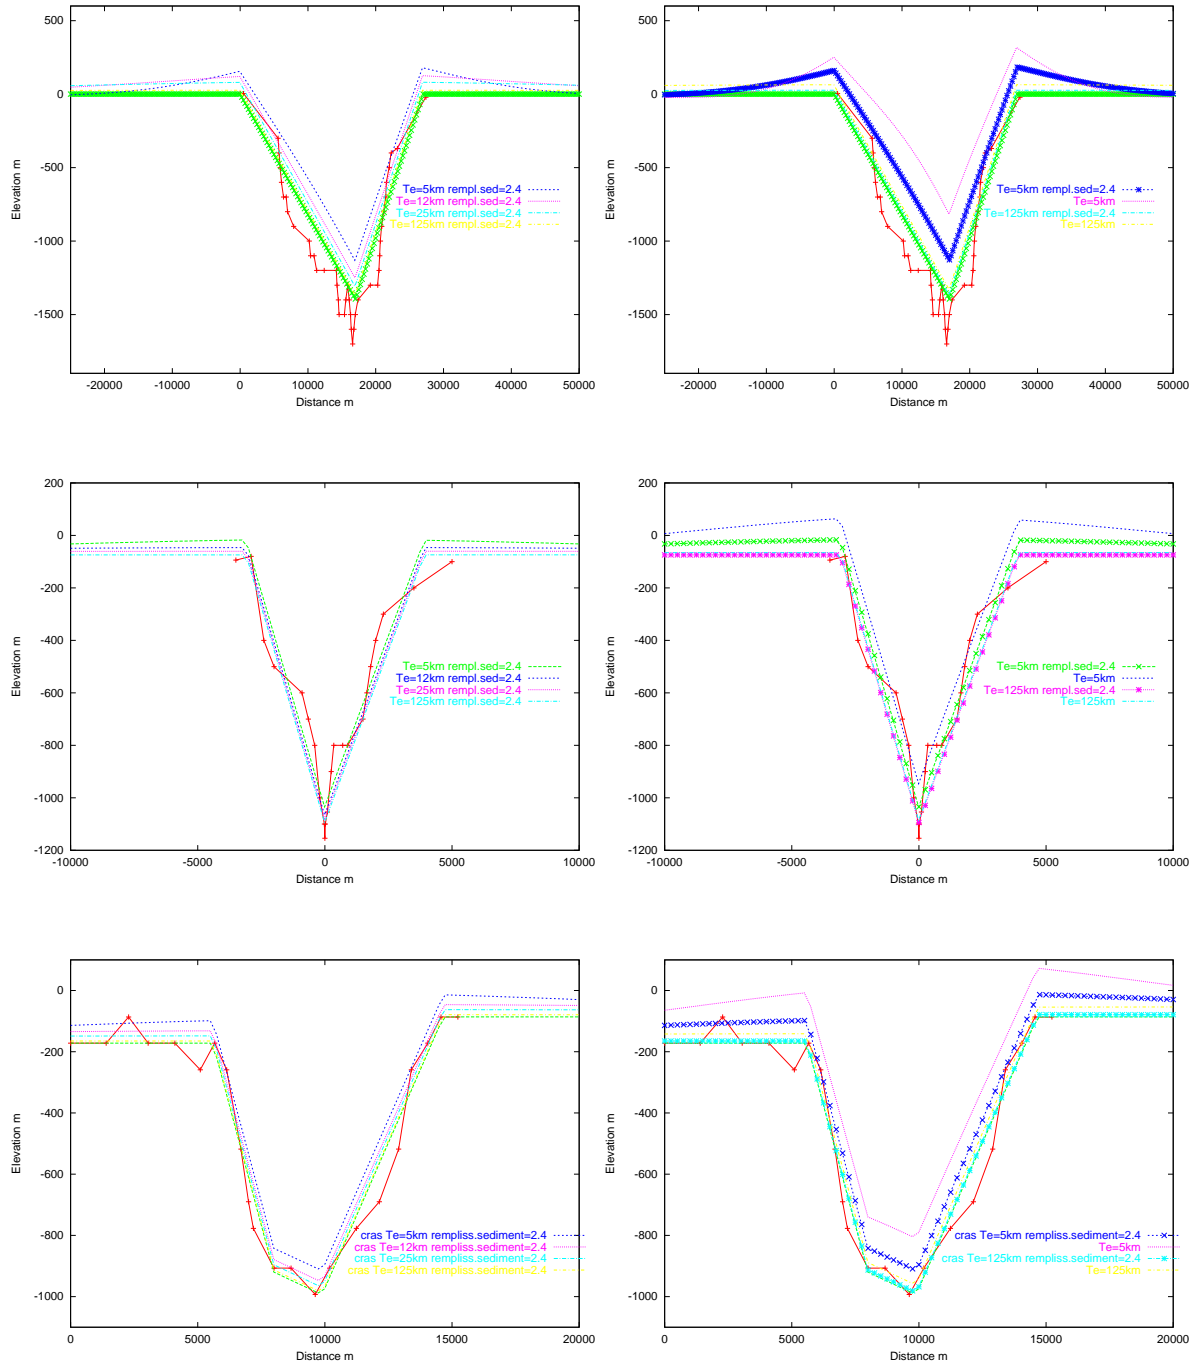 500
0
-500
-1000
-1500
-20000 -10000 0 10000 20000 30000 40000 50000
Elevation m
Distance m
Te=5km rempl.sed=2.4
Te=12km rempl.sed=2.4
Te=25km rempl.sed=2.4
Te=125km rempl.sed=2.4
500
0
-500
-1000
-1500
-20000 -10000 0 10000 20000 30000 40000 50000
Elevation m
Distance m
Te=5km rempl.sed=2.4
Te=5km
Te=125km rempl.sed=2.4
Te=125km
200
0
-200
-400
-600
-800
-1000
-1200
-10000 -5000 0 5000 10000
Elevation m
Distance m
Te=5km rempl.sed=2.4
Te=12km rempl.sed=2.4
Te=25km rempl.sed=2.4
Te=125km rempl.sed=2.4
200
0
-200
-400
-600
-800
-1000
-1200
-10000 -5000 0 5000 10000
Elevation m
Distance m
Te=5km rempl.sed=2.4
Te=5km
Te=125km rempl.sed=2.4
Te=125km
0
-200
-400
-600
-800
-1000
0 5000 10000 15000 20000
Elevation m
Distance m
cras Te=5km rempliss.sediment=2.4
cras Te=12km rempliss.sediment=2.4
cras Te=25km rempliss.sediment=2.4
cras Te=125km rempliss.sediment=2.4
0
-200
-400
-600
-800
-1000
0 5000 10000 15000 20000
Elevation m
Distance m
cras Te=5km rempliss.sediment=2.4
Te=5km
cras Te=125km rempliss.sediment=2.4
Te=125km